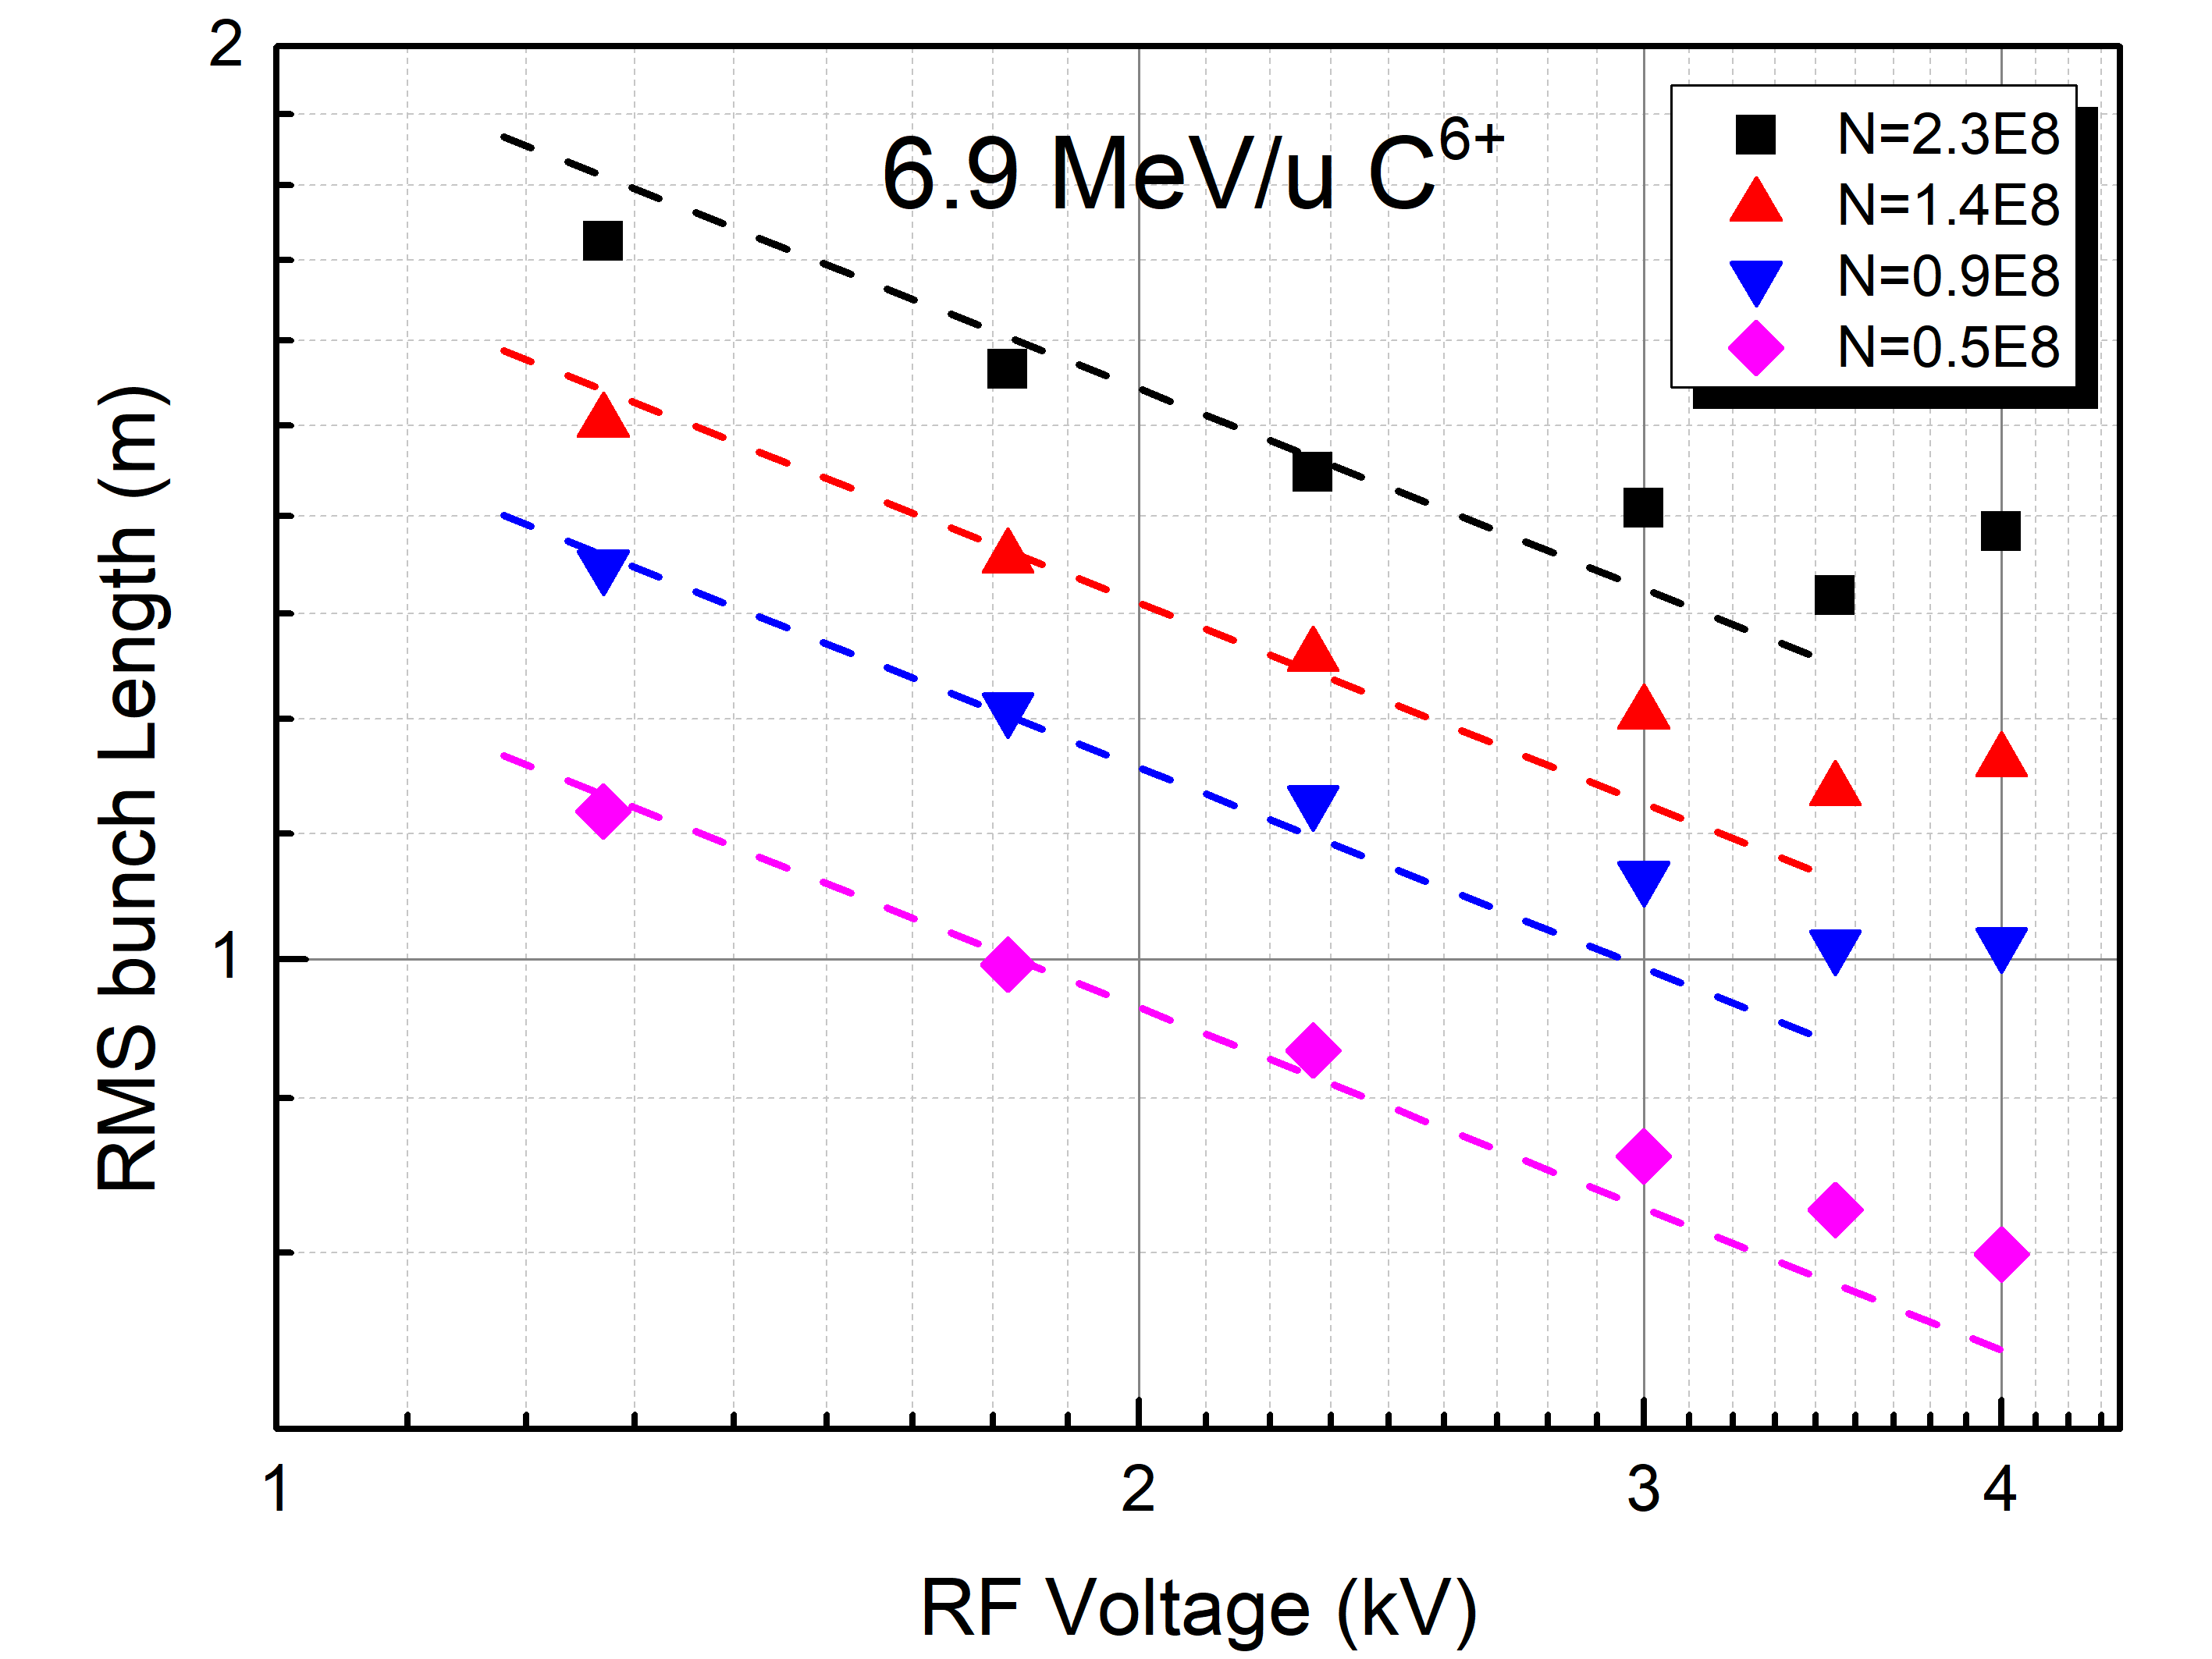 2
6.9 MeV/u C⁶⁺
N=2.3E8
N=1.4E8
N=0.9E8
N=0.5E8
RMS bunch Length (m)
1
1 2 3 4
RF Voltage (kV)